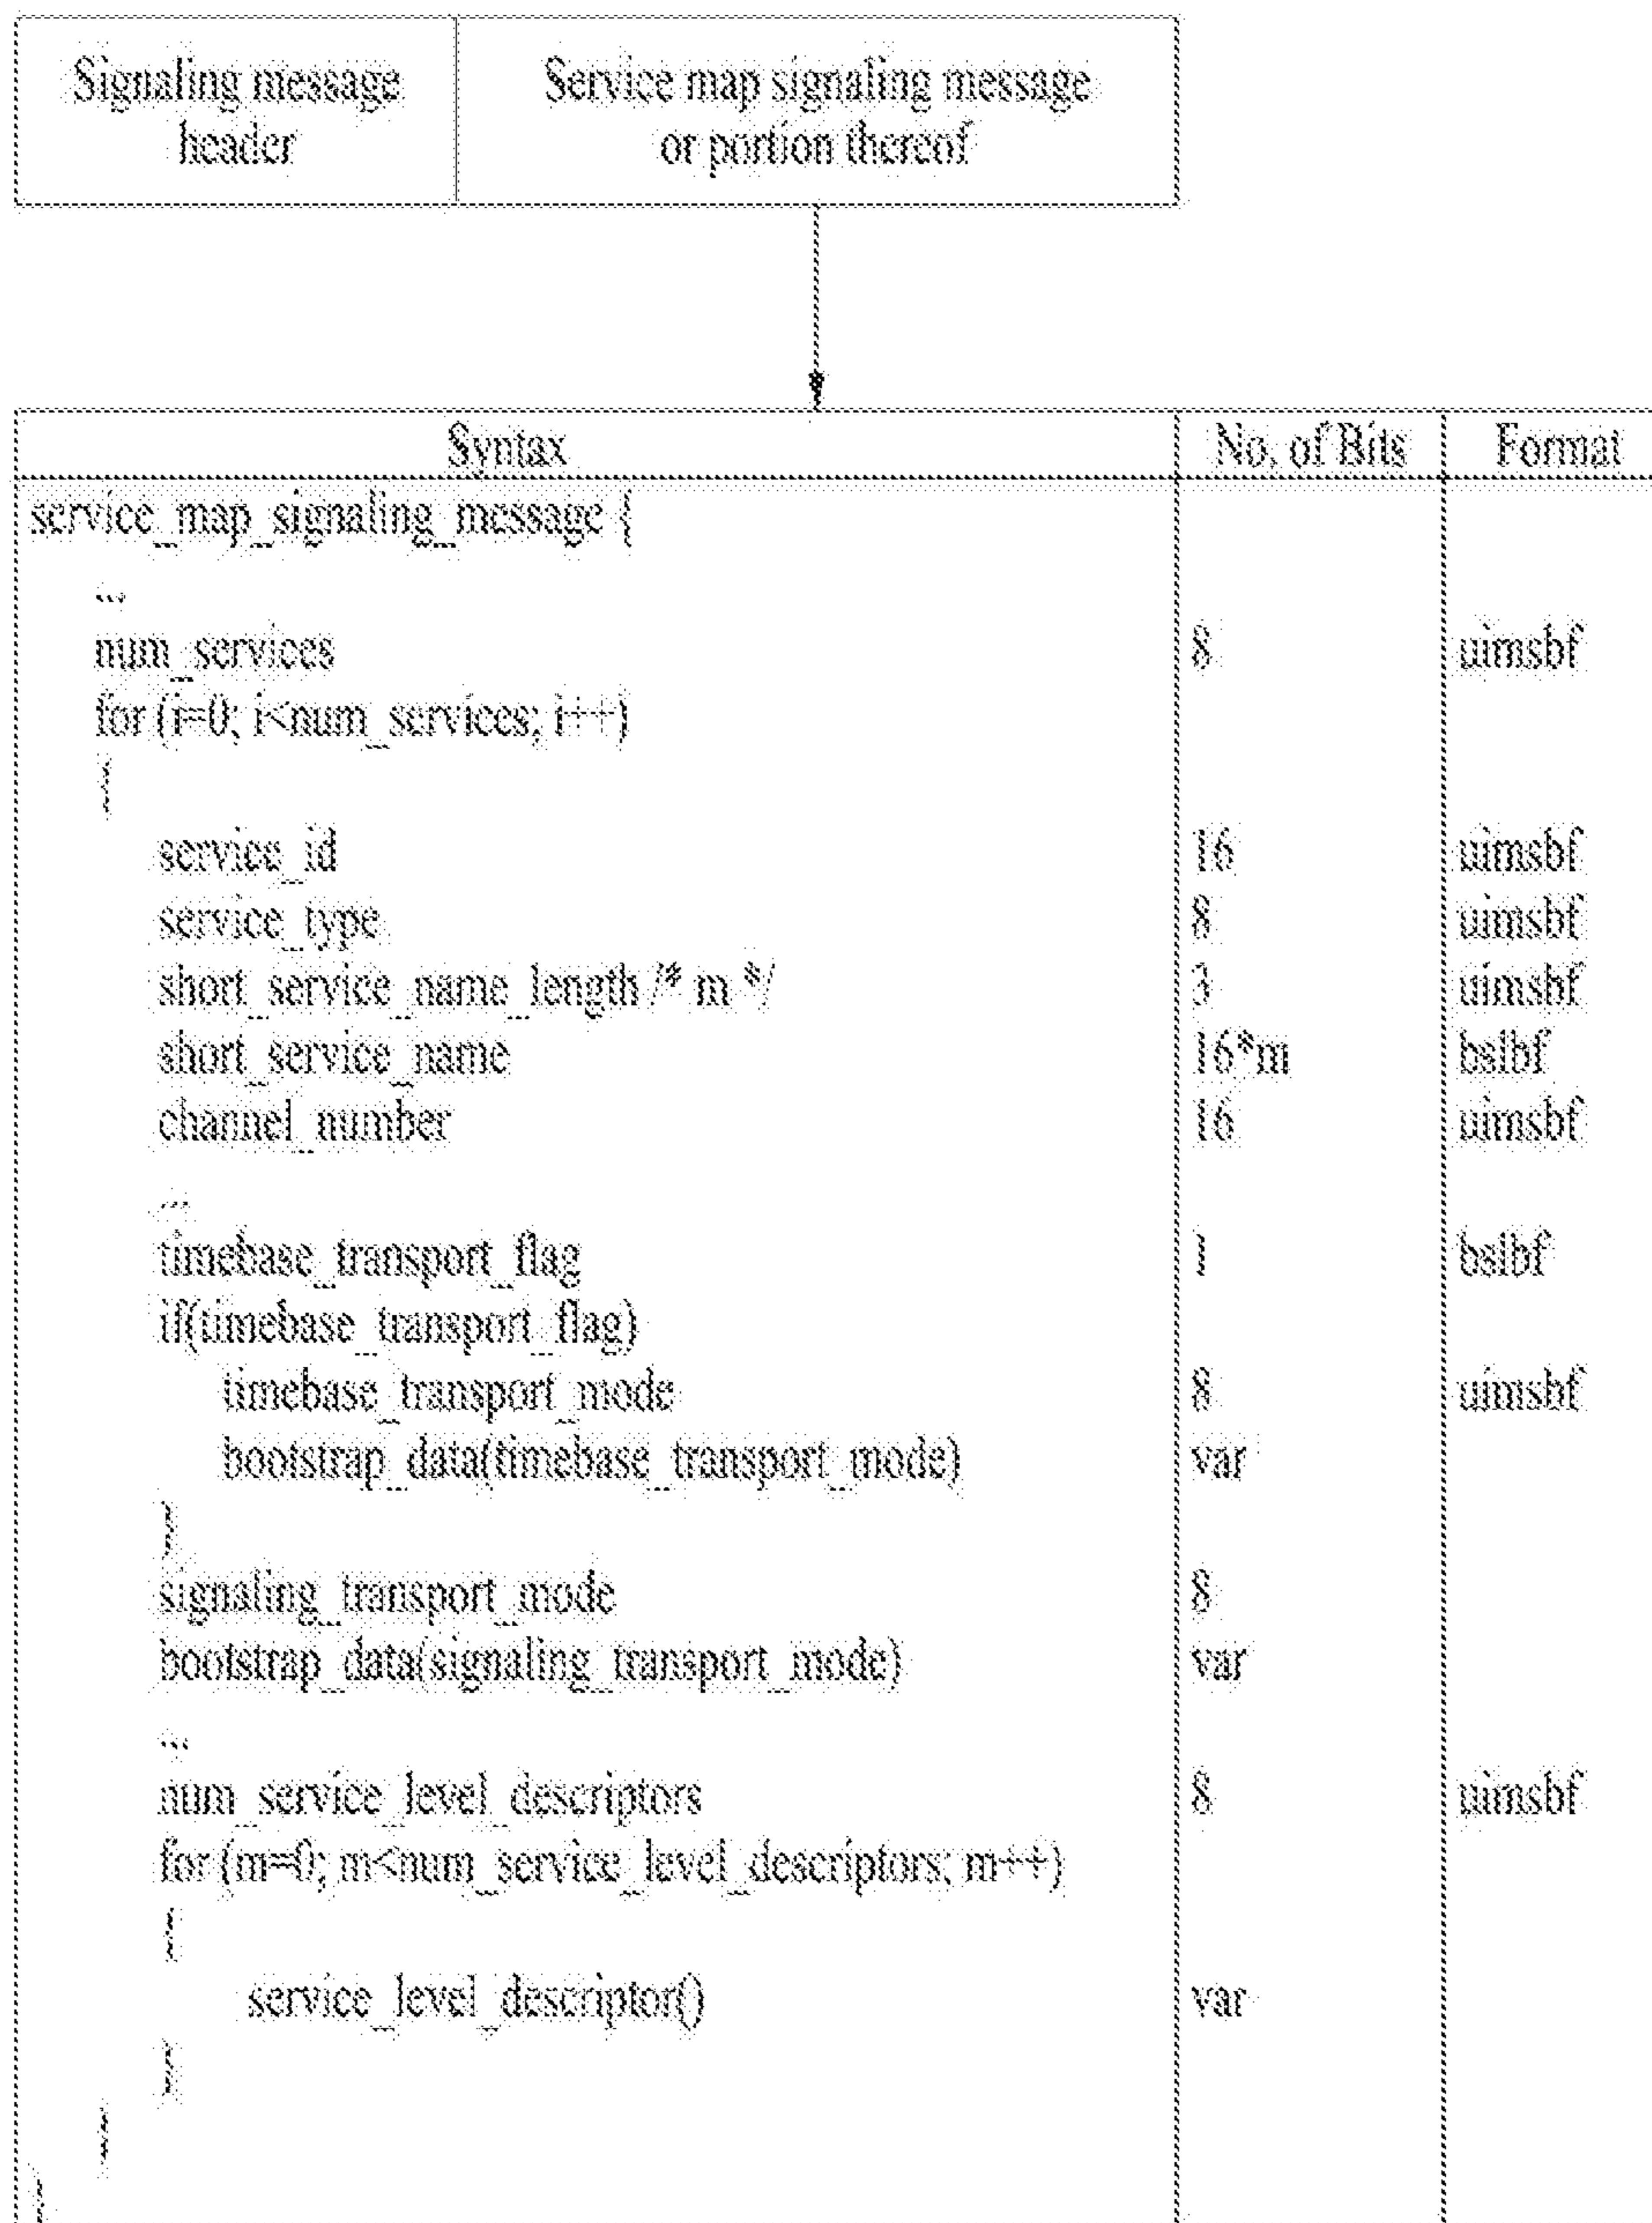 Signaling message
header
Service map signaling message
or portion thereof
Syntax No. of Bits Format
service_map_signaling_message {
...
num_services 8 uimsbf
for (i=0; i<num_services; i++)
{
service_id 16 uimsbf
service_type 8 uimsbf
short_service_name_length /* m */ 3 uimsbf
short_service_name 16*m bslbf
channel_number 16 uimsbf
...
timebase_transport_flag 1 bslbf
if(timebase_transport_flag)
timebase_transport_mode 8 uimsbf
bootstrap_data(timebase_transport_mode) var
}
signaling_transport_mode 8
bootstrap_data(signaling_transport_mode) var
...
num_service_level_descriptors 8 uimsbf
for (m=0; m<num_service_level_descriptors; m++)
{
service_level_descriptor() var
}
}
}